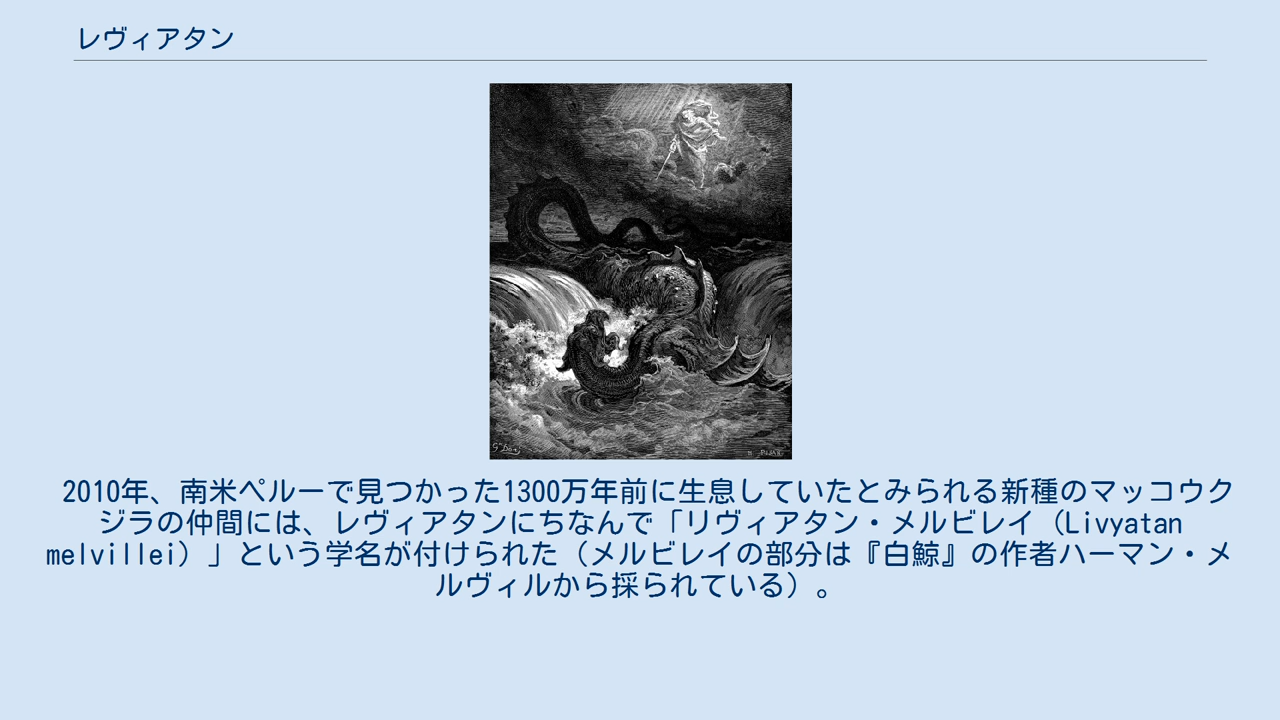 レヴィアタン
2010年、南米ペルーで見つかった1300万年前に生息していたとみられる新種のマッコウク
ジラの仲間には、レヴィアタンにちなんで「リヴィアタン・メルビレイ（Livyatan
melvillei）」という学名が付けられた（メルビレイの部分は『白鯨』の作者ハーマン・メ
ルヴィルから採られている）。